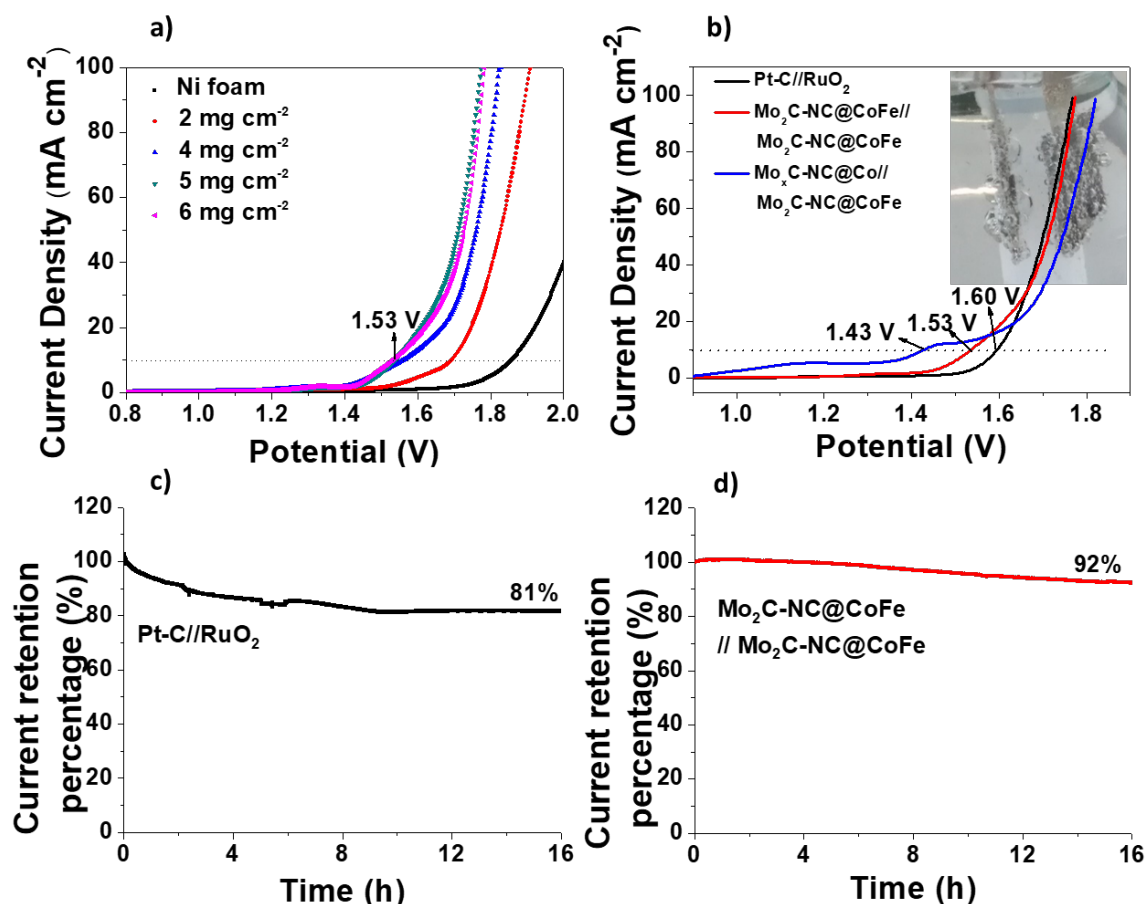 a)
Current Density (mA cm⁻²)
100
80
60
40
20
0
Ni foam
2 mg cm⁻²
4 mg cm⁻²
5 mg cm⁻²
6 mg cm⁻²
1.53 V
0.8 1.0 1.2 1.4 1.6 1.8 2.0
Potential (V)
b)
Current Density (mA cm⁻²)
100
80
60
40
20
0
Pt-C//RuO₂
Mo₂C-NC@CoFe//
Mo₂C-NC@CoFe
MoₓC-NC@Co//
Mo₂C-NC@CoFe
1.43 V
1.53 V
1.60 V
1.0 1.2 1.4 1.6 1.8
Potential (V)
c)
Current retention
percentage (%)
120
100
80
60
40
20
0
81%
Pt-C//RuO₂
0 4 8 12 16
Time (h)
d)
Current retention
percentage (%)
120
100
80
60
40
20
0
92%
Mo₂C-NC@CoFe
// Mo₂C-NC@CoFe
0 4 8 12 16
Time (h)